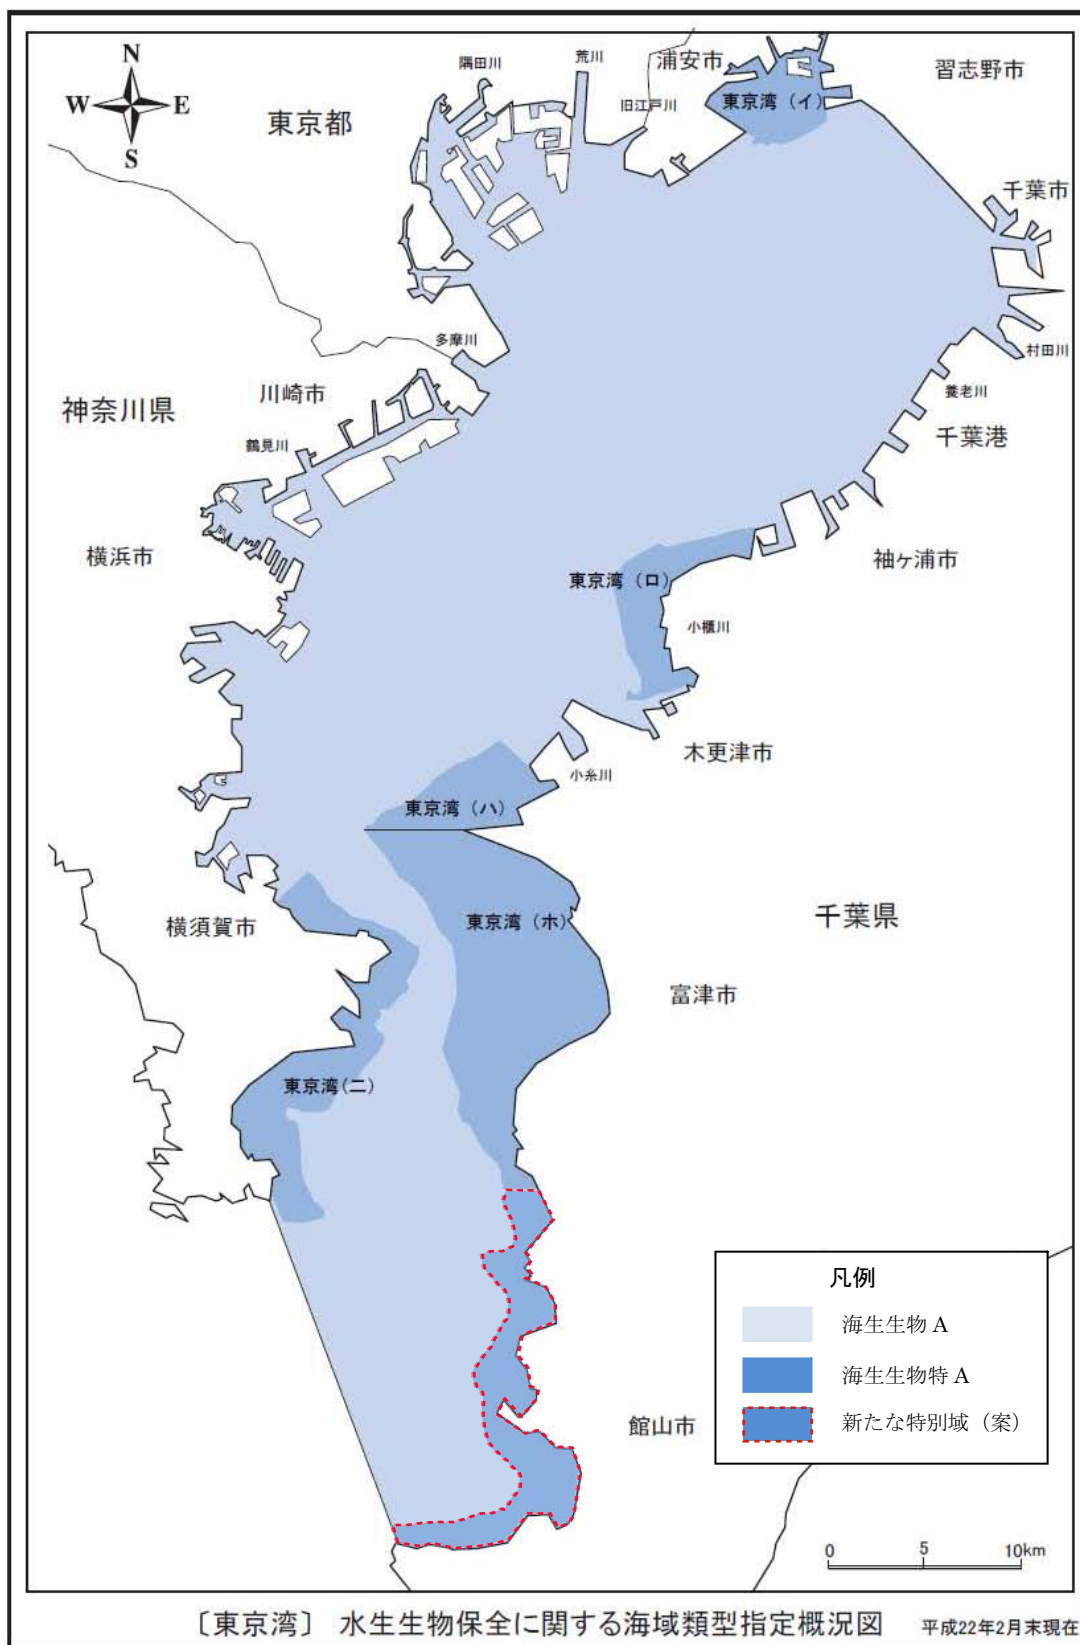 N
W E
S
東京都
隅田川
荒川
旧江戸川
浦安市
東京湾（イ）
習志野市
千葉市
村田川
養老川
千葉港
多摩川
川崎市
神奈川県
鶴見川
横浜市
袖ヶ浦市
東京湾（ロ）
小櫃川
木更津市
小糸川
東京湾（ハ）
横須賀市
東京湾（ホ）
千葉県
富津市
東京湾（ニ）
館山市
凡例
海生生物 A
海生生物特 A
新たな特別域（案）
0 5 10km
〔東京湾〕 水生生物保全に関する海域類型指定概況図 平成22年2月末現在